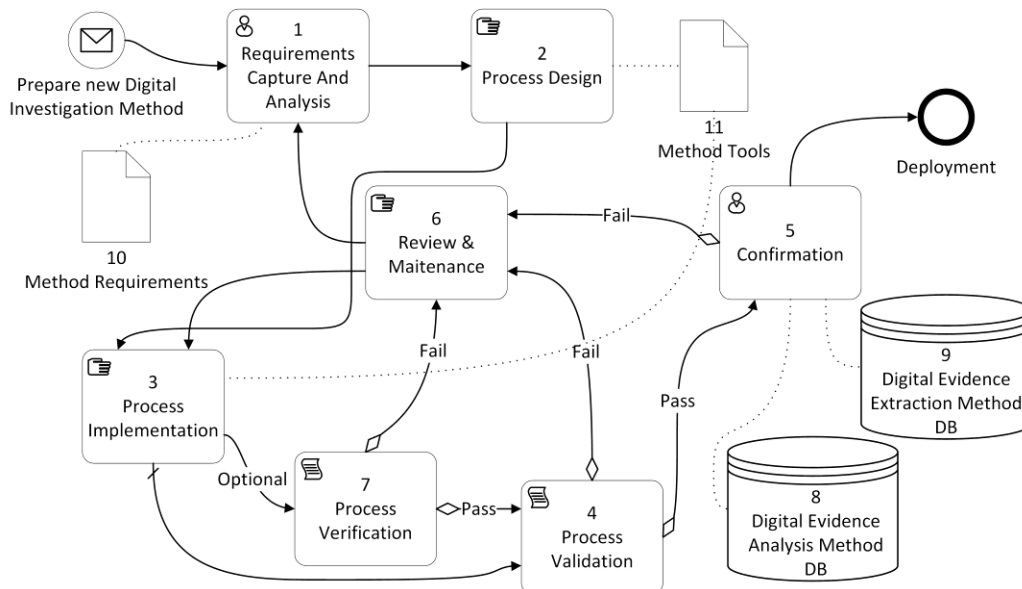 Prepare new Digital
Investigation Method
1
Requirements
Capture And
Analysis
2
Process Design
11
Method Tools
Deployment
10
Method Requirements
6
Review &
Maitenance
Fail
5
Confirmation
Fail
Fail
3
Process
Implementation
Optional
7
Process
Verification
Pass
4
Process
Validation
Pass
9
Digital Evidence
Extraction Method
DB
8
Digital Evidence
Analysis Method
DB